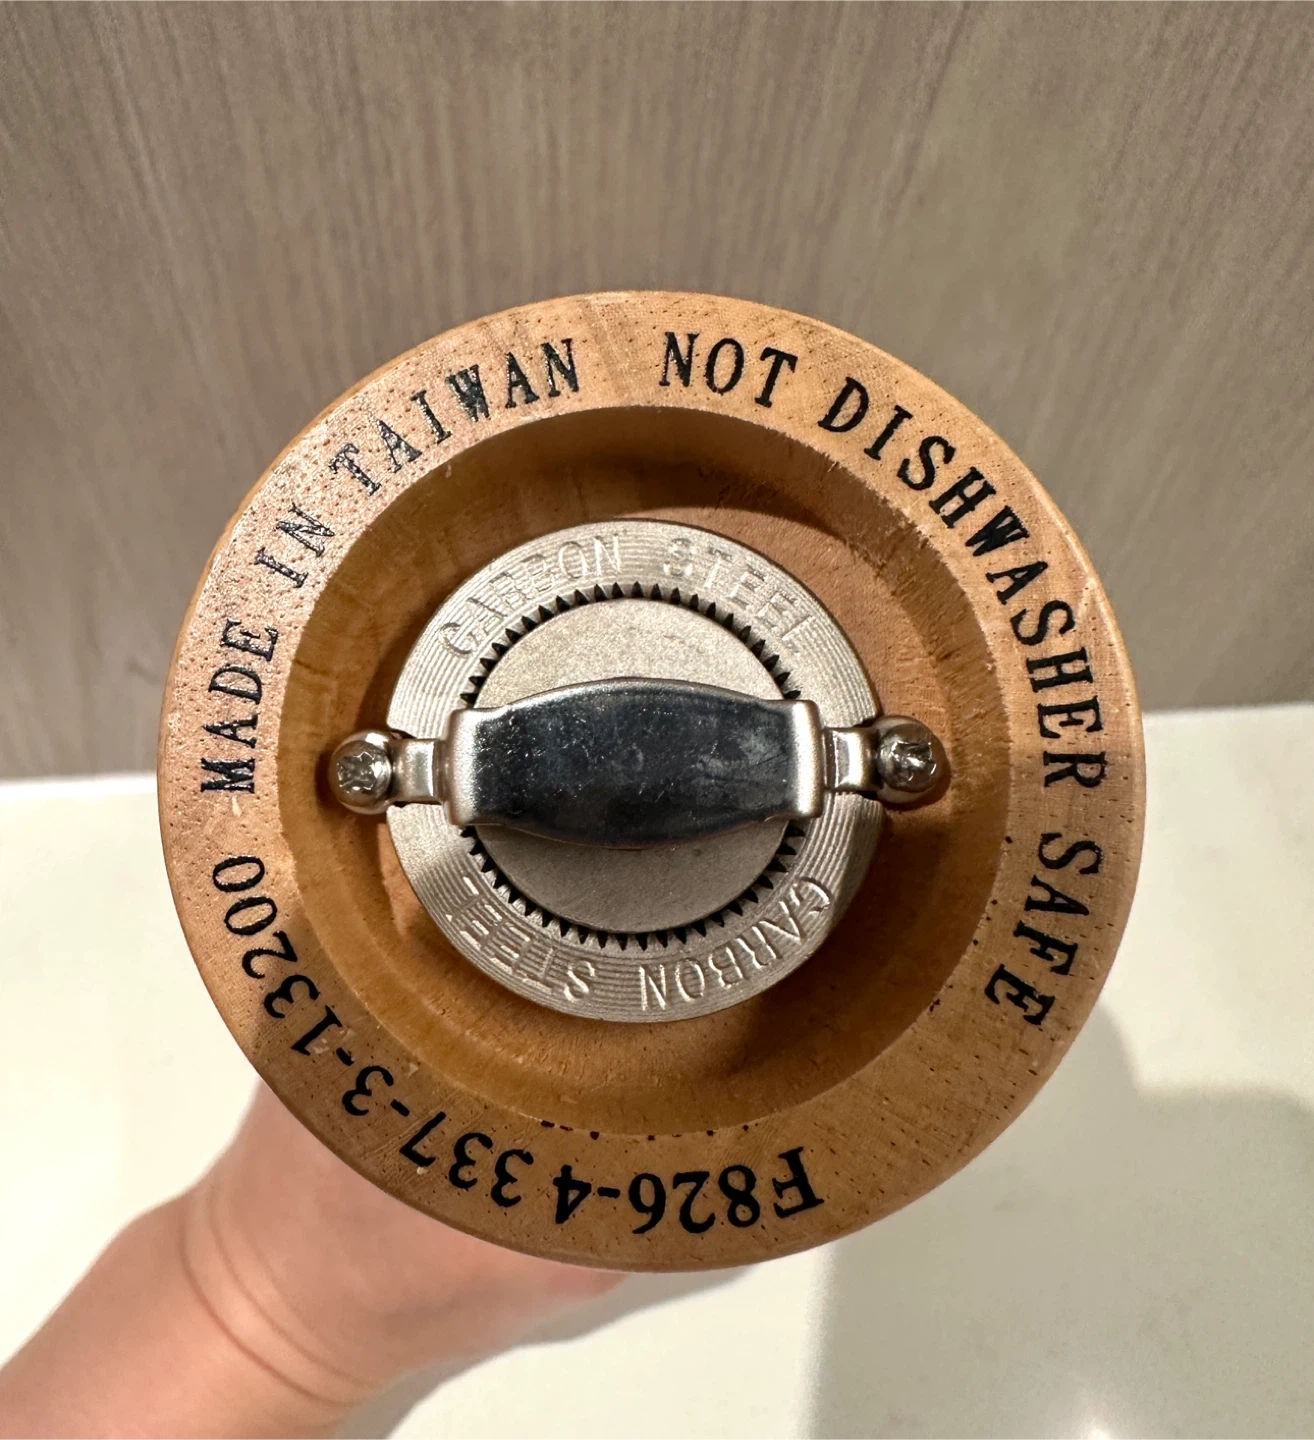 MADE IN TAIWAN NOT DISHWASHER SAFE
F826-4 337-3-13200
CARBON STEEL
CARBON STEEL